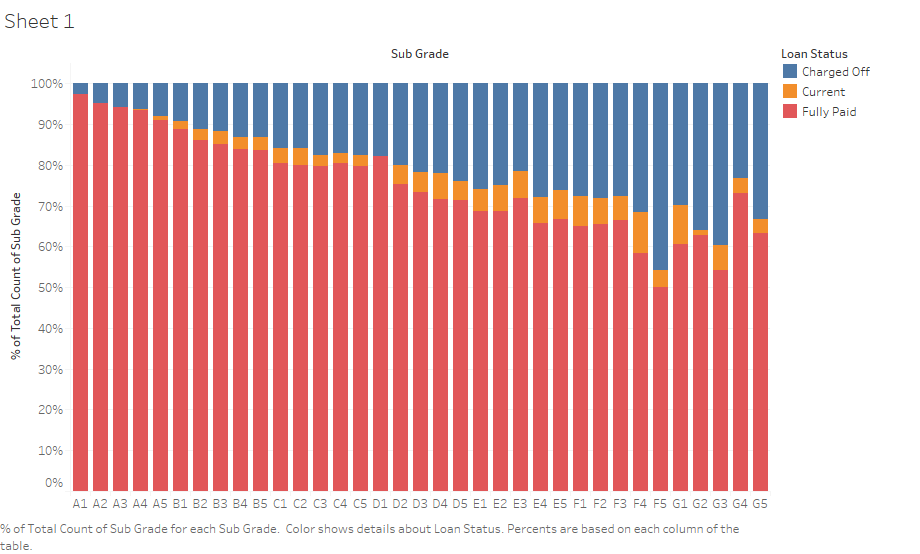 Sheet 1
Sub Grade
Loan Status
Charged Off
Current
Fully Paid
% of Total Count of Sub Grade
100%
90%
80%
70%
60%
50%
40%
30%
20%
10%
0%
A1 A2 A3 A4 A5 B1 B2 B3 B4 B5 C1 C2 C3 C4 C5 D1 D2 D3 D4 D5 E1 E2 E3 E4 E5 F1 F2 F3 F4 F5 G1 G2 G3 G4 G5
% of Total Count of Sub Grade for each Sub Grade.  Color shows details about Loan Status. Percents are based on each column of the
table.